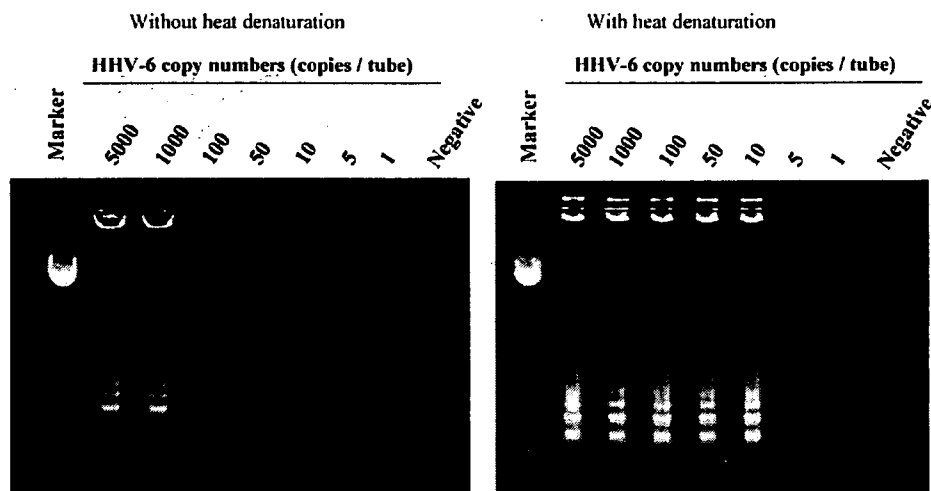 Without heat denaturation
HHV-6 copy numbers (copies / tube)
Marker
5000
1000
100
50
10
5
1
Negative
With heat denaturation
HHV-6 copy numbers (copies / tube)
Marker
5000
1000
100
50
10
5
1
Negative